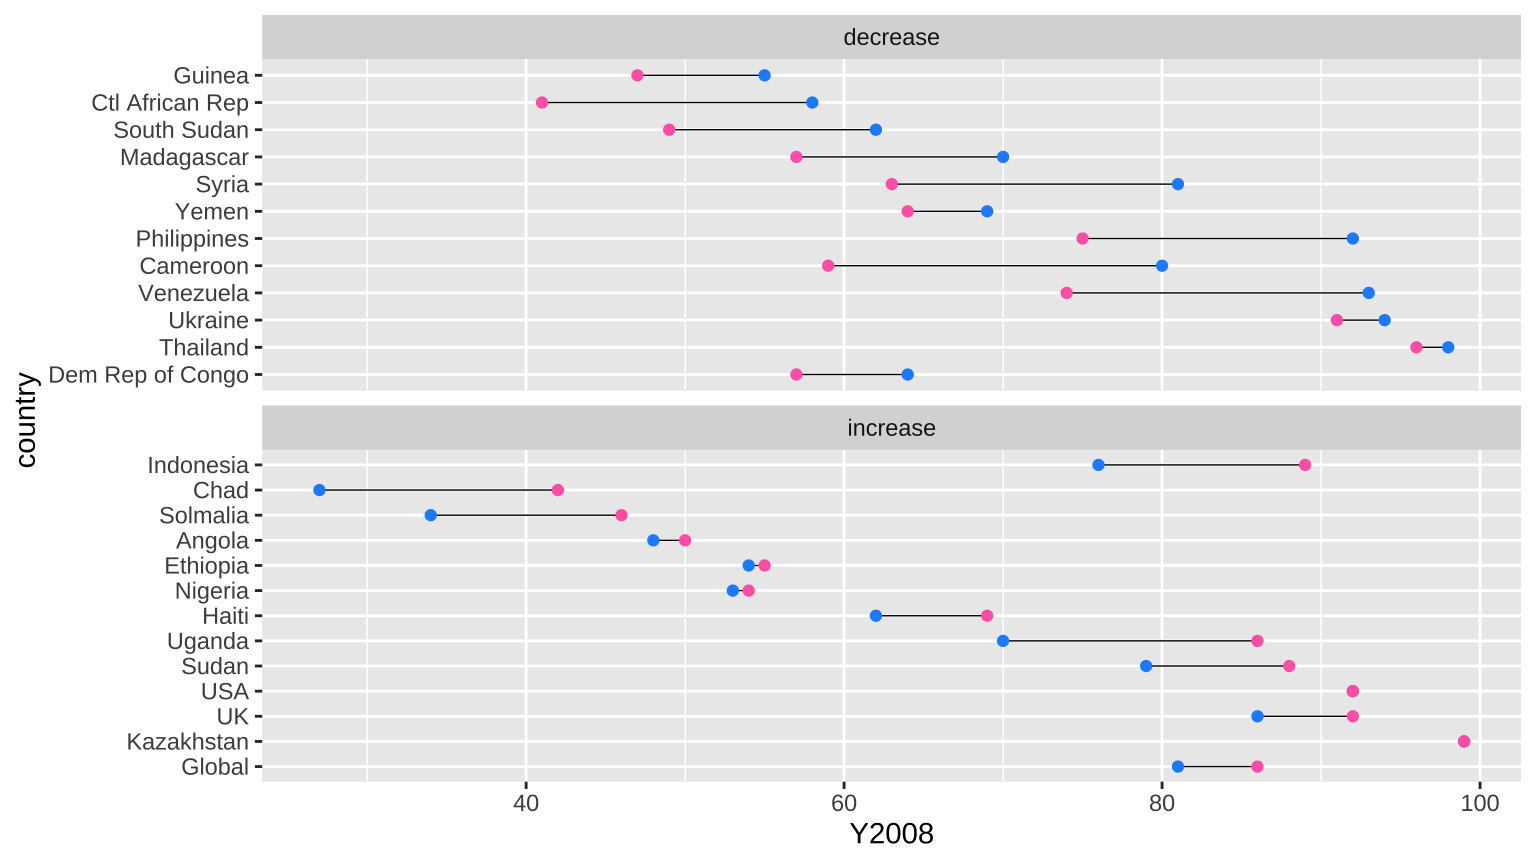 decrease
Guinea
Ctl African Rep
South Sudan
Madagascar
Syria
Yemen
Philippines
Cameroon
Venezuela
Ukraine
Thailand
Dem Rep of Congo
country
increase
Indonesia
Chad
Solmalia
Angola
Ethiopia
Nigeria
Haiti
Uganda
Sudan
USA
UK
Kazakhstan
Global
40 60 80 100
Y2008